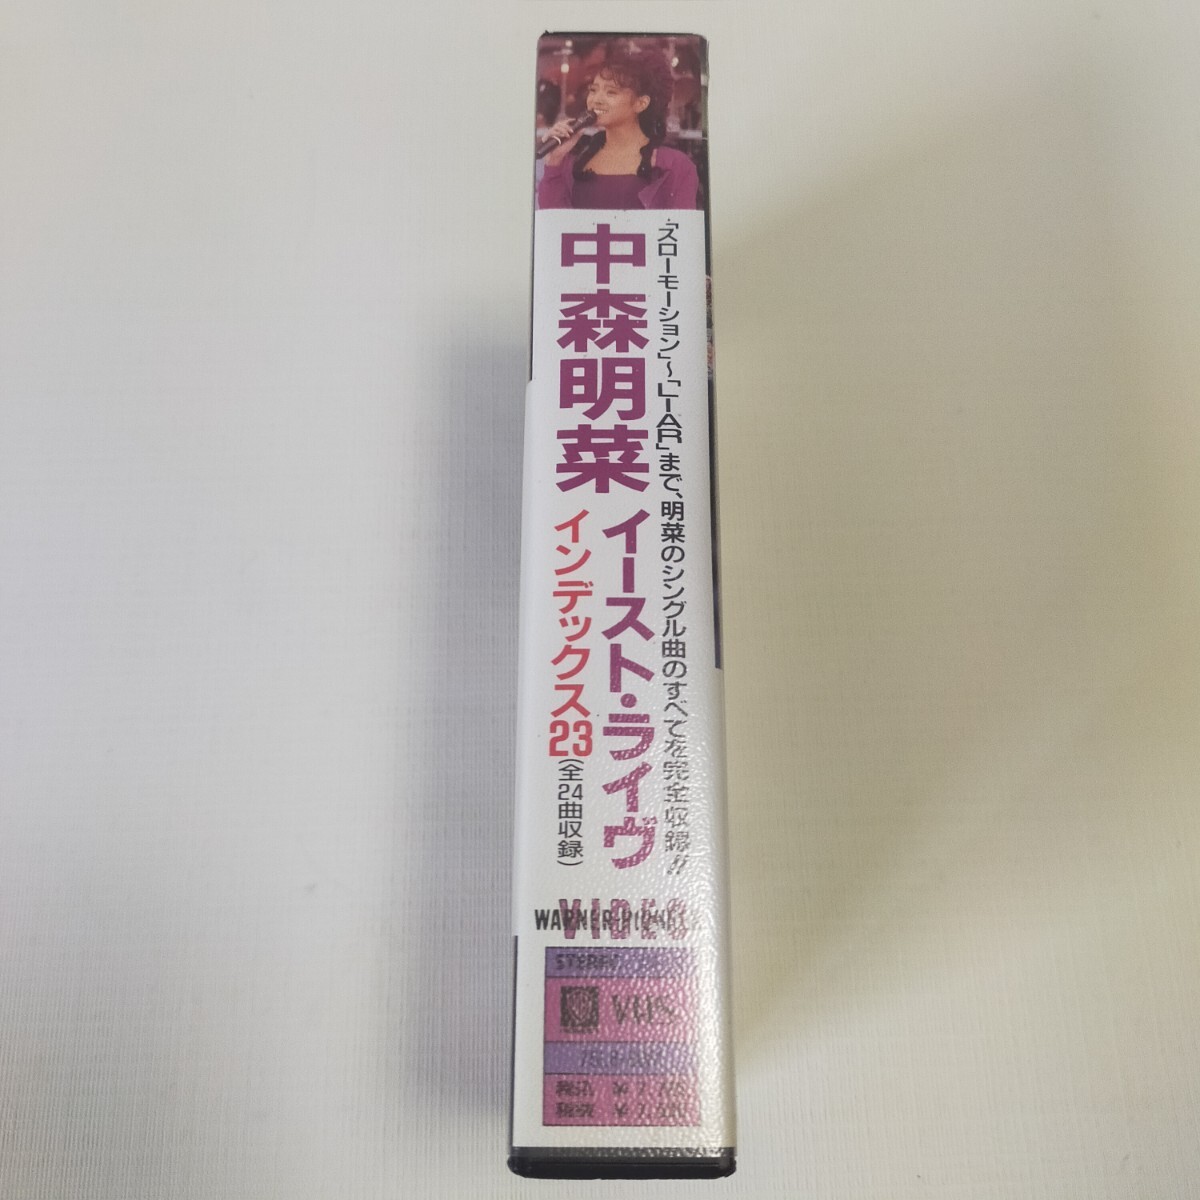 「スローモーション」〜「LIAR」まで、明菜のシングル曲のすべてを完全収録!!
中森明菜
イースト・ライヴ
インデックス23
(全24曲収録)
WARNER-PIONEER
VIDEO
STEREO
VHS